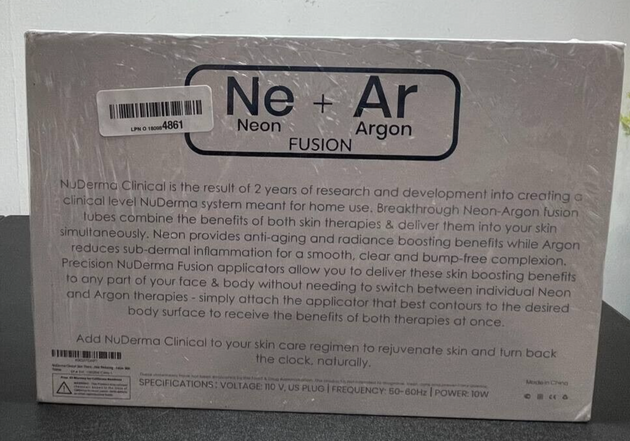 Ne + Ar
Neon Argon
FUSION
LPN
4861
NuDerma Clinical is the result of 2 years of research and development into creating a
clinical level NuDerma system meant for home use. Breakthrough Neon-Argon fusion
tubes combine the benefits of both skin therapies & deliver them into your skin
simultaneously. Neon provides anti-aging and radiance boosting benefits while Argon
reduces sub-dermal inflammation for a smooth, clear and bump-free complexion.
Precision NuDerma Fusion applicators allow you to deliver these skin boosting benefits
to any part of your face & body without needing to switch between individual Neon
and Argon therapies - simply attach the applicator that best contours to the desired
body surface to receive the benefits of both therapies at once.
Add NuDerma Clinical to your skin care regimen to rejuvenate skin and turn back
the clock, naturally.
Made in China
SPECIFICATIONS: VOLTAGE: 110 V, US PLUG | FREQUENCY: 50-60Hz | POWER: 10W